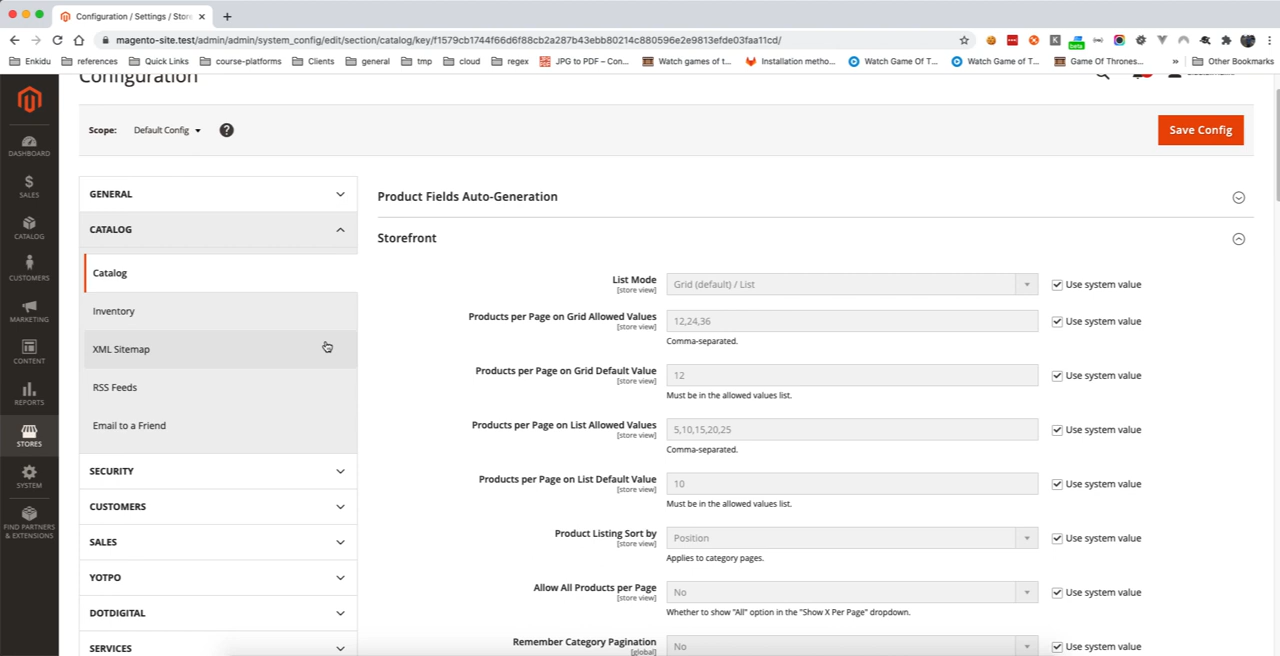 Configuration / Settings / Store
magento-site.test/admin/admin/system_config/edit/section/catalog/key/f1579cb1744f66d6f88cb2a287b43ebb80214c880596e2e9813efde03faa11cd/
beta
Enkidu
references
Quick Links
course-platforms
Clients
general
tmp
cloud
regex
JPG to PDF – Con...
Watch games of t...
Installation metho...
Watch Game Of T...
Watch Game of T...
Game Of Thrones...
»
Other Bookmarks
Configuration
Scope:
Default Config
?
Save Config
DASHBOARD
$
SALES
CATALOG
CUSTOMERS
MARKETING
CONTENT
REPORTS
STORES
SYSTEM
FIND PARTNERS
& EXTENSIONS
GENERAL
CATALOG
Catalog
Inventory
XML Sitemap
RSS Feeds
Email to a Friend
SECURITY
CUSTOMERS
SALES
YOTPO
DOTDIGITAL
SERVICES
Product Fields Auto-Generation
Storefront
List Mode
[store view]
Grid (default) / List
Use system value
Products per Page on Grid Allowed Values
[store view]
12,24,36
Use system value
Comma-separated.
Products per Page on Grid Default Value
[store view]
12
Use system value
Must be in the allowed values list.
Products per Page on List Allowed Values
[store view]
5,10,15,20,25
Use system value
Comma-separated.
Products per Page on List Default Value
[store view]
10
Use system value
Must be in the allowed values list.
Product Listing Sort by
[store view]
Position
Use system value
Applies to category pages.
Allow All Products per Page
[store view]
No
Use system value
Whether to show "All" option in the "Show X Per Page" dropdown.
Remember Category Pagination
[global]
No
Use system value